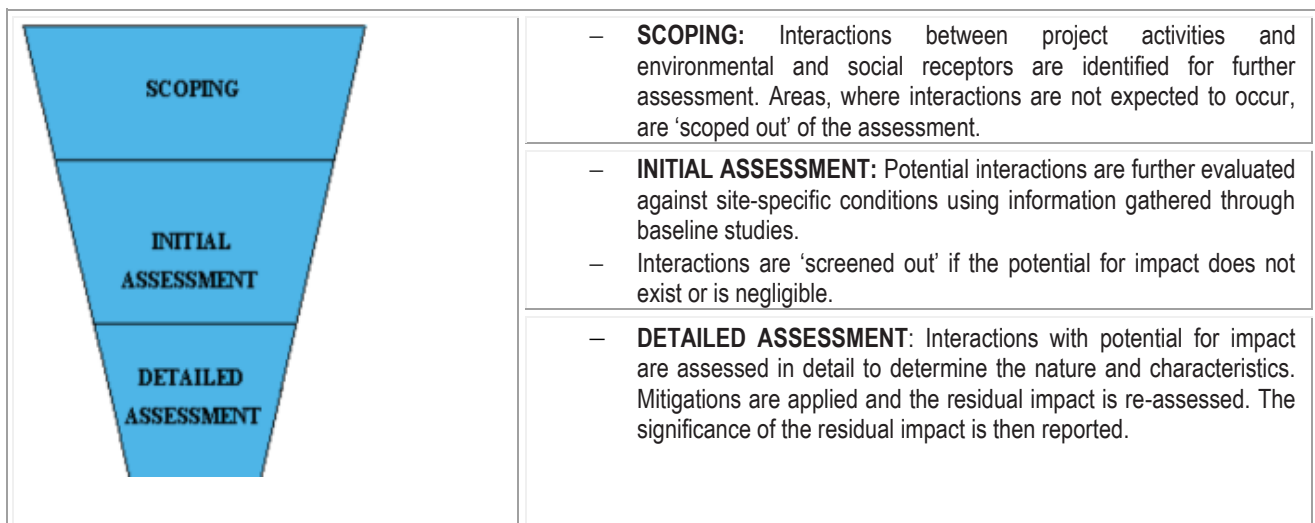 SCOPING
INITIAL
ASSESSMENT
DETAILED
ASSESSMENT
– SCOPING: Interactions between project activities and
environmental and social receptors are identified for further
assessment. Areas, where interactions are not expected to occur,
are ‘scoped out’ of the assessment.
– INITIAL ASSESSMENT: Potential interactions are further evaluated
against site-specific conditions using information gathered through
baseline studies.
– Interactions are ‘screened out’ if the potential for impact does not
exist or is negligible.
– DETAILED ASSESSMENT: Interactions with potential for impact
are assessed in detail to determine the nature and characteristics.
Mitigations are applied and the residual impact is re-assessed. The
significance of the residual impact is then reported.